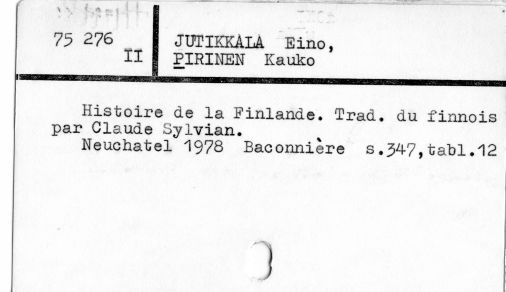 75 276
II
JUTIKKALA Eino,
PIRINEN Kauko
Histoire de la Finlande. Trad. du finnois
par Claude Sylvian.
Neuchatel 1978 Baconnière s.347,tabl.12